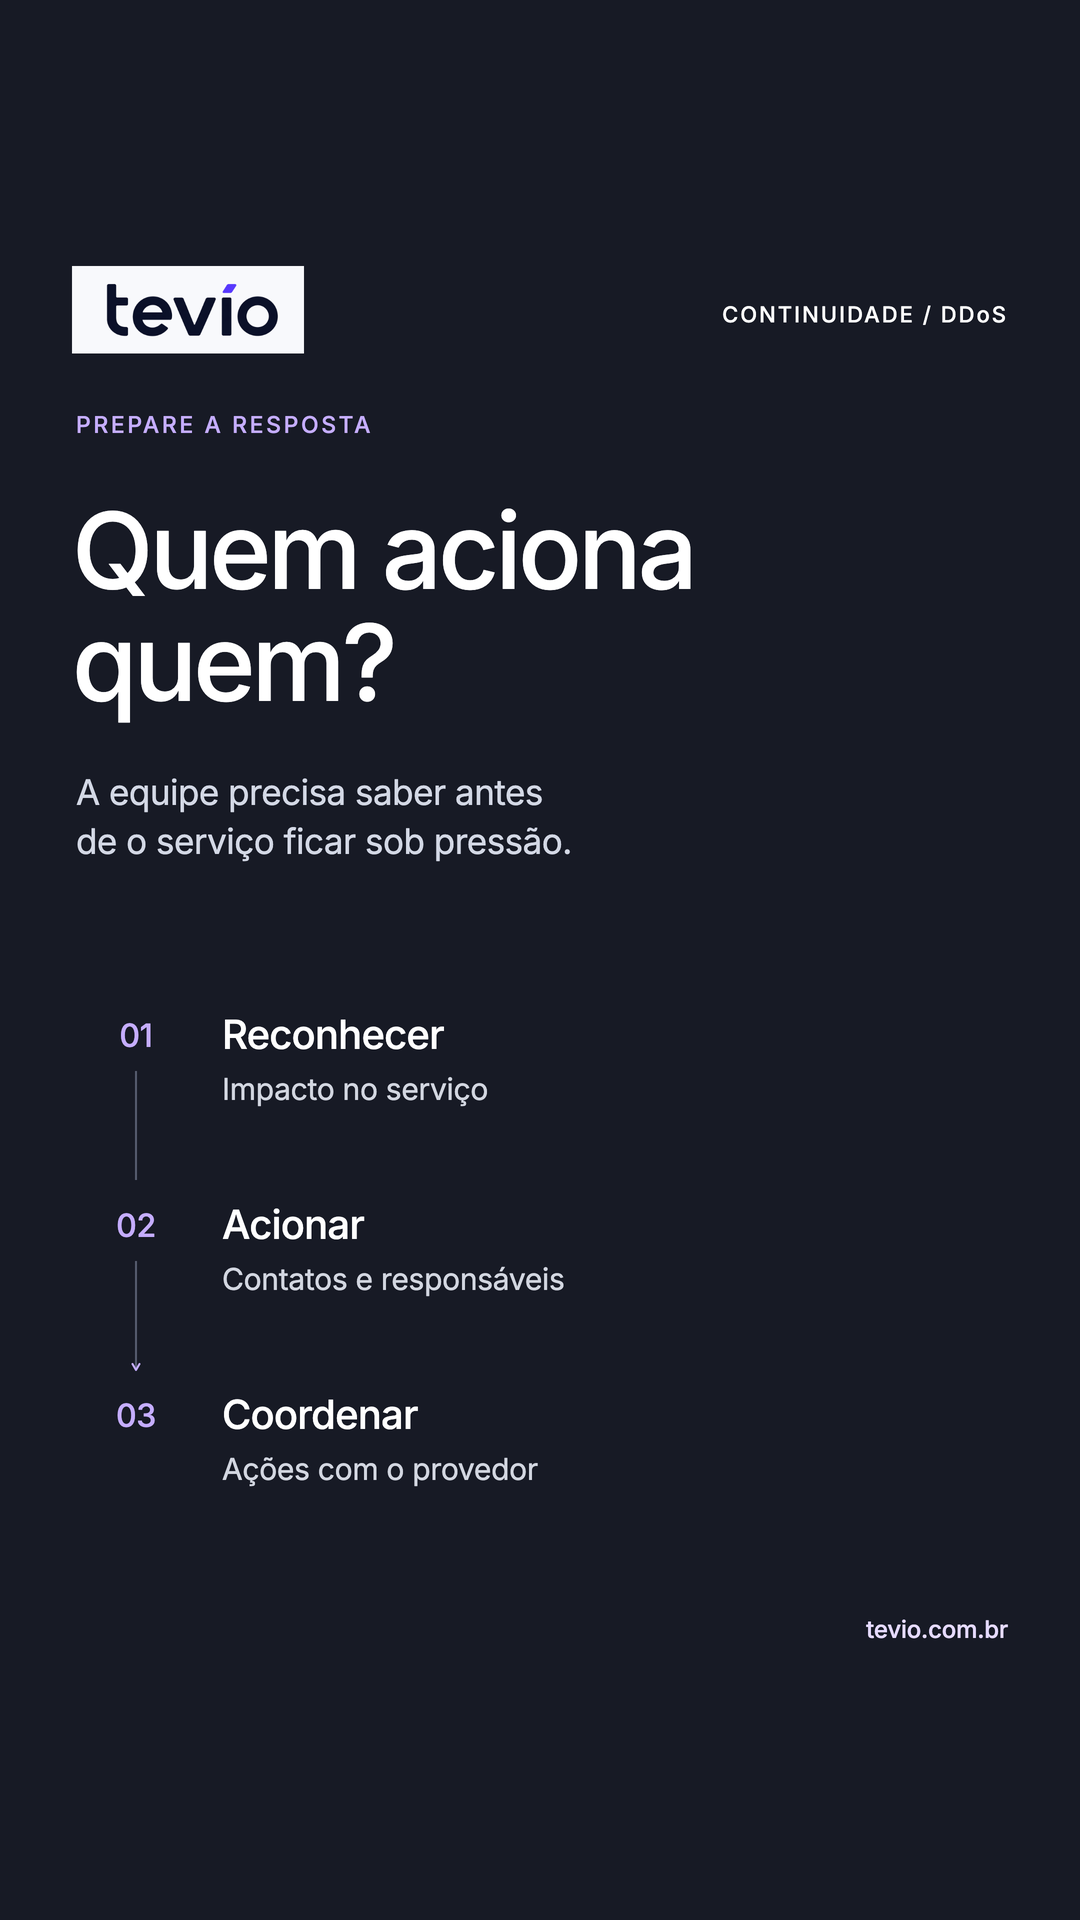 tevío
CONTINUIDADE / DDoS
PREPARE A RESPOSTA
Quem aciona
quem?
A equipe precisa saber antes
de o serviço ficar sob pressão.
01
Reconhecer
Impacto no serviço
02
Acionar
Contatos e responsáveis
03
Coordenar
Ações com o provedor
tevio.com.br